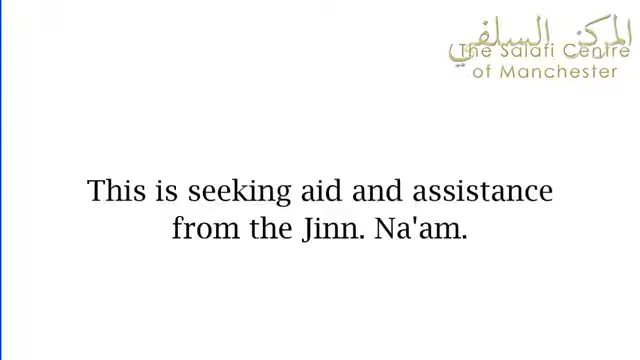 المركز السلفي
The Salafi Centre
of Manchester
This is seeking aid and assistance
from the Jinn. Na'am.